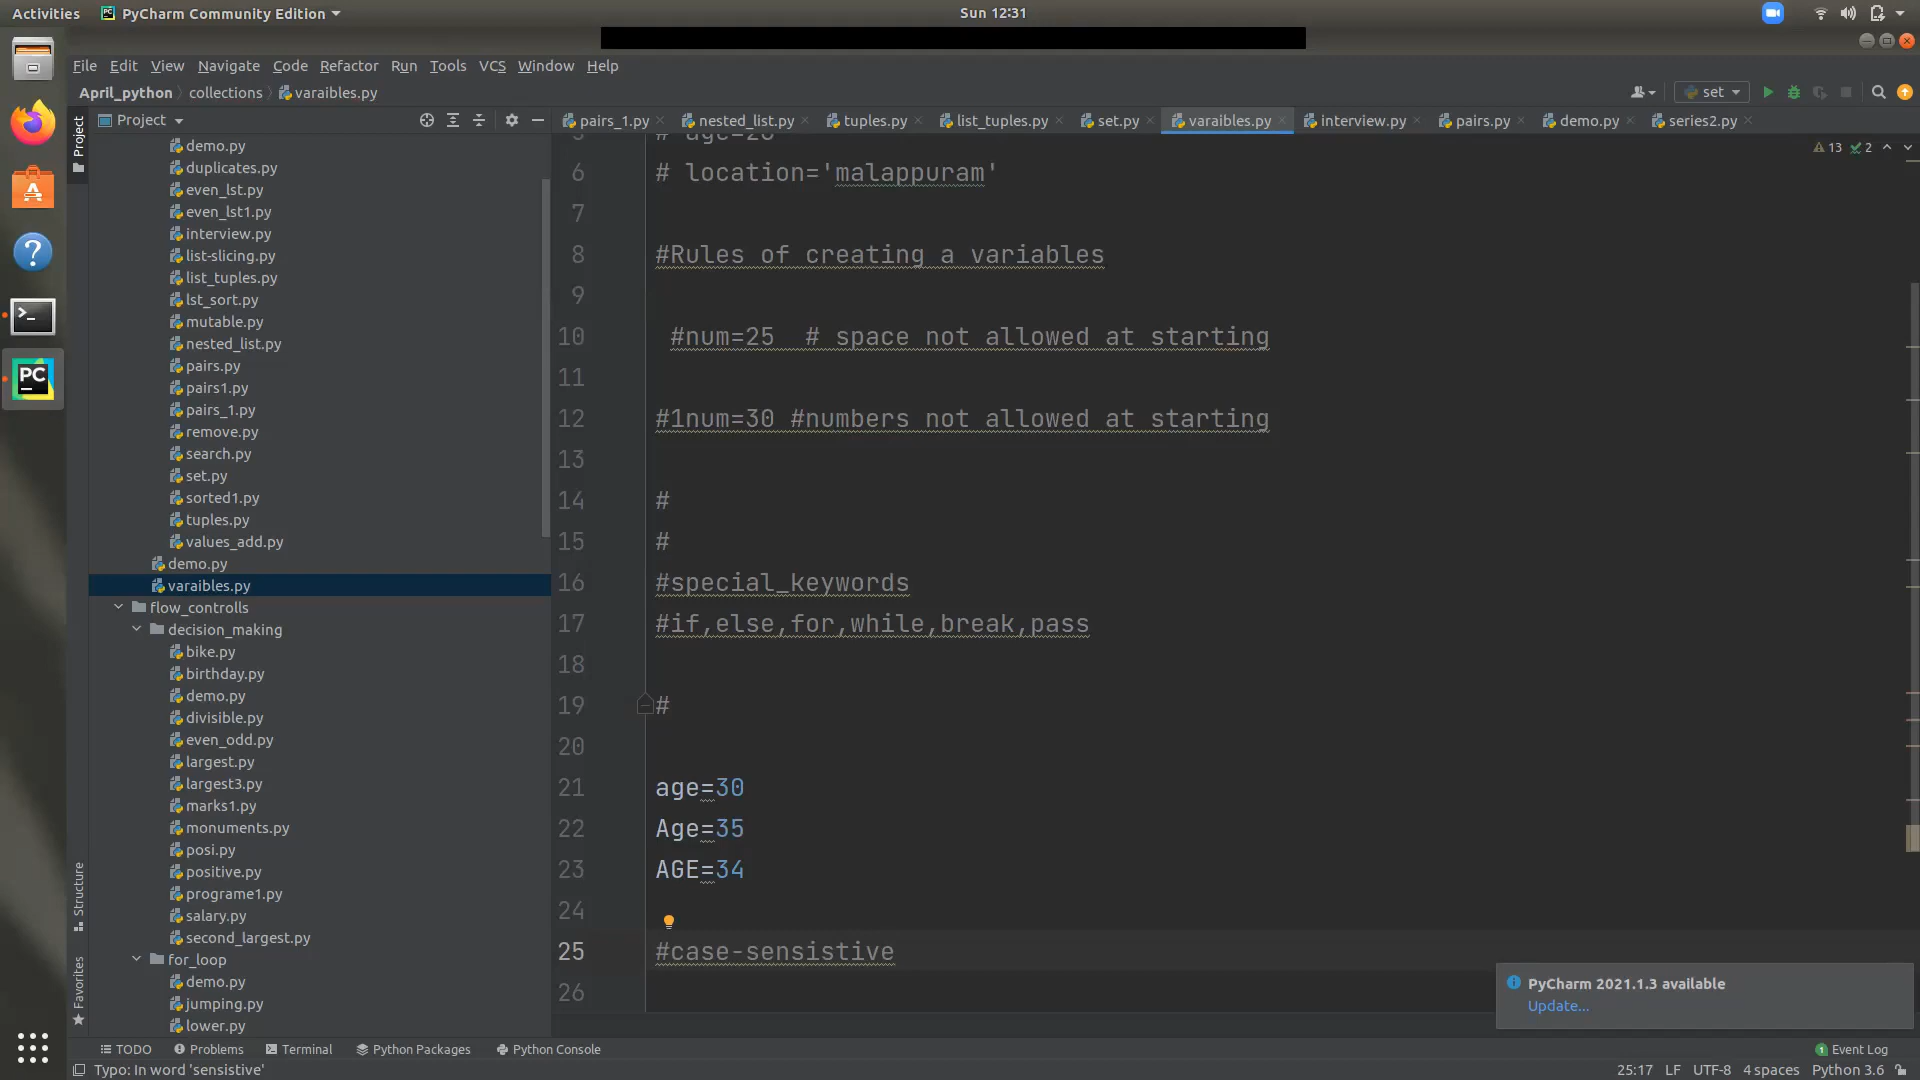 Activities
PyCharm Community Edition
Sun 12:31
File Edit View Navigate Code Refactor Run Tools VCS Window Help
April_python collections varaibles.py
set
Project
pairs_1.py nested_list.py tuples.py list_tuples.py set.py varaibles.py interview.py pairs.py demo.py series2.py
Project
13 2
demo.py
duplicates.py
even_lst.py
even_lst1.py
interview.py
list-slicing.py
list_tuples.py
lst_sort.py
mutable.py
nested_list.py
pairs.py
pairs1.py
pairs_1.py
remove.py
search.py
set.py
sorted1.py
tuples.py
values_add.py
demo.py
varaibles.py
flow_controlls
decision_making
bike.py
birthday.py
demo.py
divisible.py
even_odd.py
largest.py
largest3.py
marks1.py
monuments.py
posi.py
positive.py
programe1.py
salary.py
second_largest.py
for_loop
demo.py
jumping.py
lower.py
Structure
Favorites
6 # location='malappuram'
7
8 #Rules of creating a variables
9
10 #num=25 # space not allowed at starting
11
12 #1num=30 #numbers not allowed at starting
13
14 #
15 #
16 #special_keywords
17 #if,else,for,while,break,pass
18
19 #
20
21 age=30
22 Age=35
23 AGE=34
24
25 #case-sensistive
26
PyCharm 2021.1.3 available
Update...
TODO Problems Terminal Python Packages Python Console
1 Event Log
Typo: In word 'sensistive'
25:17 LF UTF-8 4 spaces Python 3.6